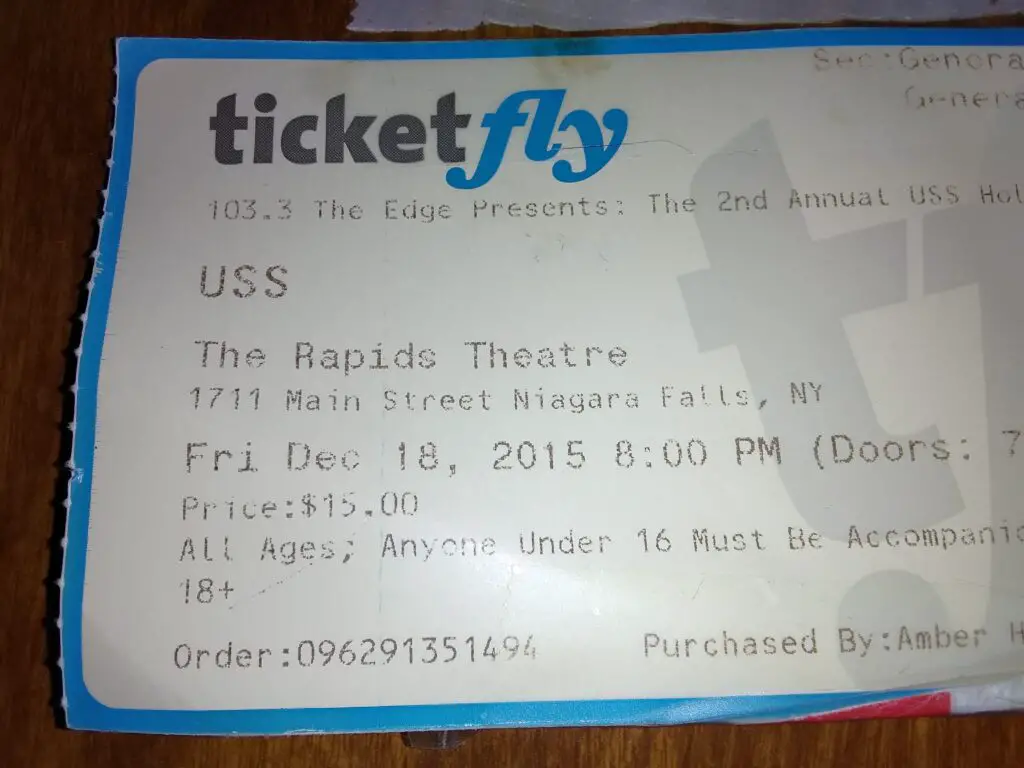 Sec:Genera
Genera
ticketfly
103.3 The Edge Presents: The 2nd Annual USS Hol
USS
The Rapids Theatre
1711 Main Street Niagara Falls, NY
Fri Dec 18, 2015 8:00 PM (Doors: 7
Price:$15.00
All Ages; Anyone Under 16 Must Be Accompanie
18+
Order:096291351494
Purchased By:Amber H